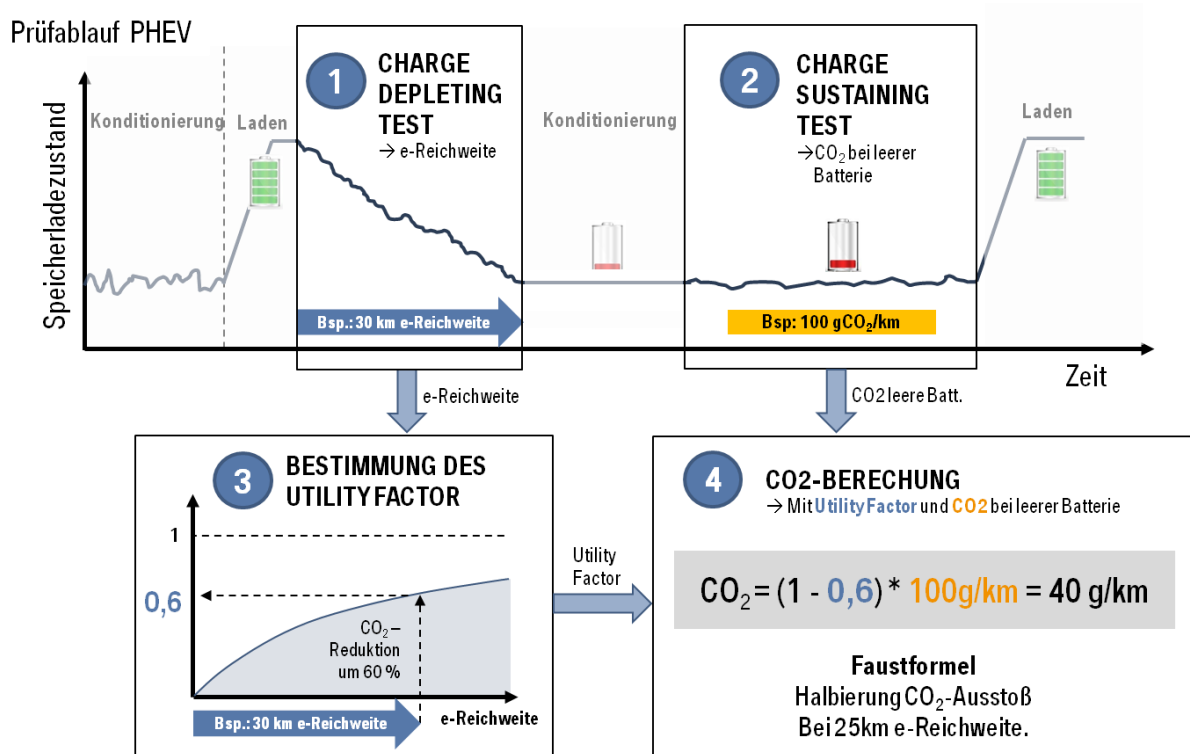 Prüfablauf PHEV
Speicherladezustand
Konditionierung
Laden
1
CHARGE
DEPLETING
TEST
→ e-Reichweite
Bsp.: 30 km e-Reichweite
Konditionierung
2
CHARGE
SUSTAINING
TEST
→CO₂ bei leerer
Batterie
Bsp: 100 gCO₂/km
Laden
Zeit
e-Reichweite
CO2 leere Batt.
3
BESTIMMUNG DES
UTILITY FACTOR
1
0,6
CO₂–
Reduktion
um 60 %
Bsp.: 30 km e-Reichweite
e-Reichweite
Utility
Factor
4
CO2-BERECHUNG
→ Mit Utility Factor und CO2 bei leerer Batterie
CO₂ = (1 - 0,6) * 100g/km = 40 g/km
Faustformel
Halbierung CO₂-Ausstoß
Bei 25km e-Reichweite.